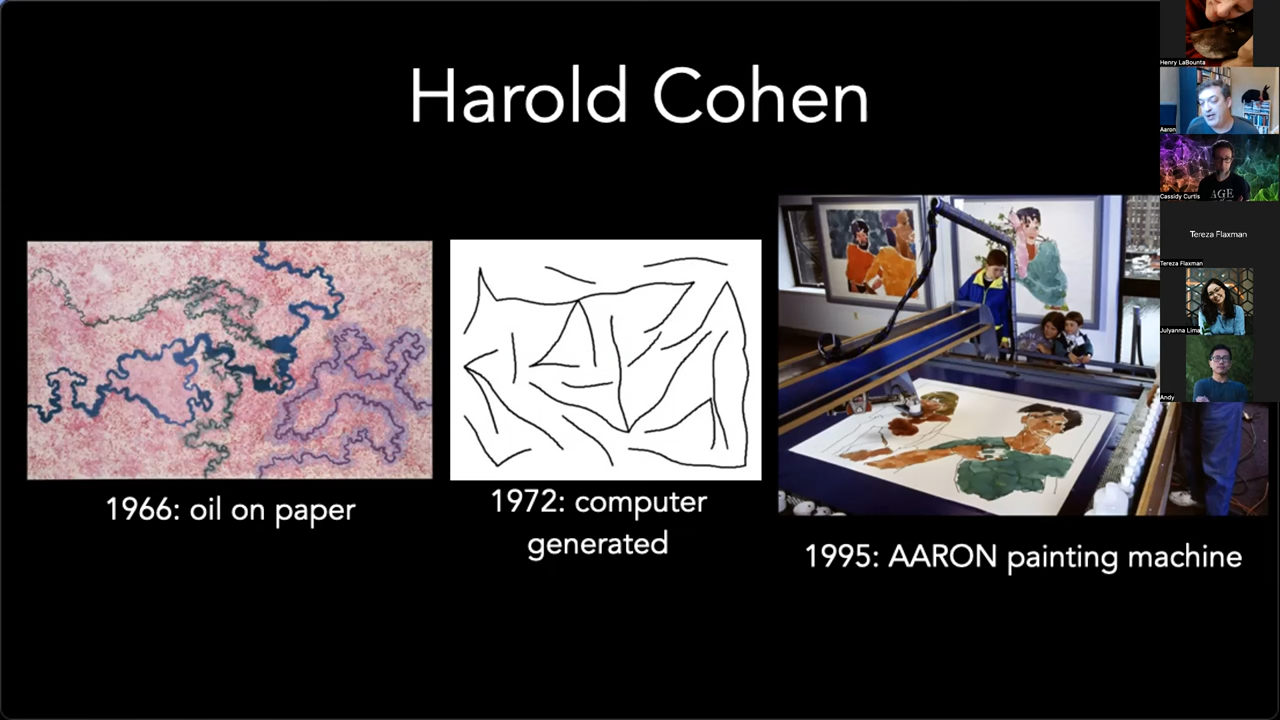 Harold Cohen
1966: oil on paper
1972: computer
generated
1995: AARON painting machine
Henry LaBounta
Aaron
AGE
Cassidy Curtis
Tereza Flaxman
Tereza Flaxman
Julyanna Lima
Andy